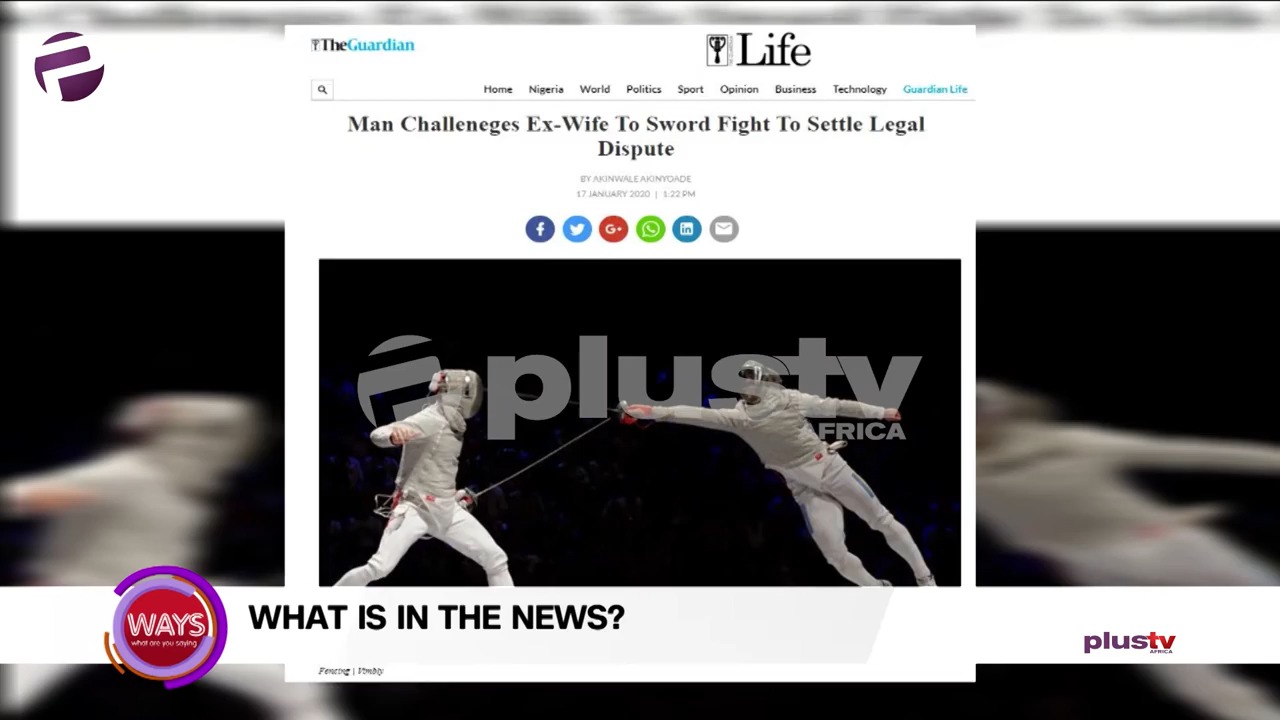 TheGuardian
Life
Home Nigeria World Politics Sport Opinion Business Technology Guardian Life
Man Challeneges Ex-Wife To Sword Fight To Settle Legal
Dispute
BY AKINWALE AKINYOADE
17 JANUARY 2020 | 1:22 PM
plustv
AFRICA
WAYS
what are you saying
WHAT IS IN THE NEWS?
plustv
AFRICA
Fencing | Vimbly